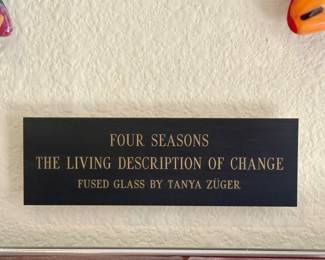 FOUR SEASONS
THE LIVING DESCRIPTION OF CHANGE
FUSED GLASS BY TANYA ZÜGER